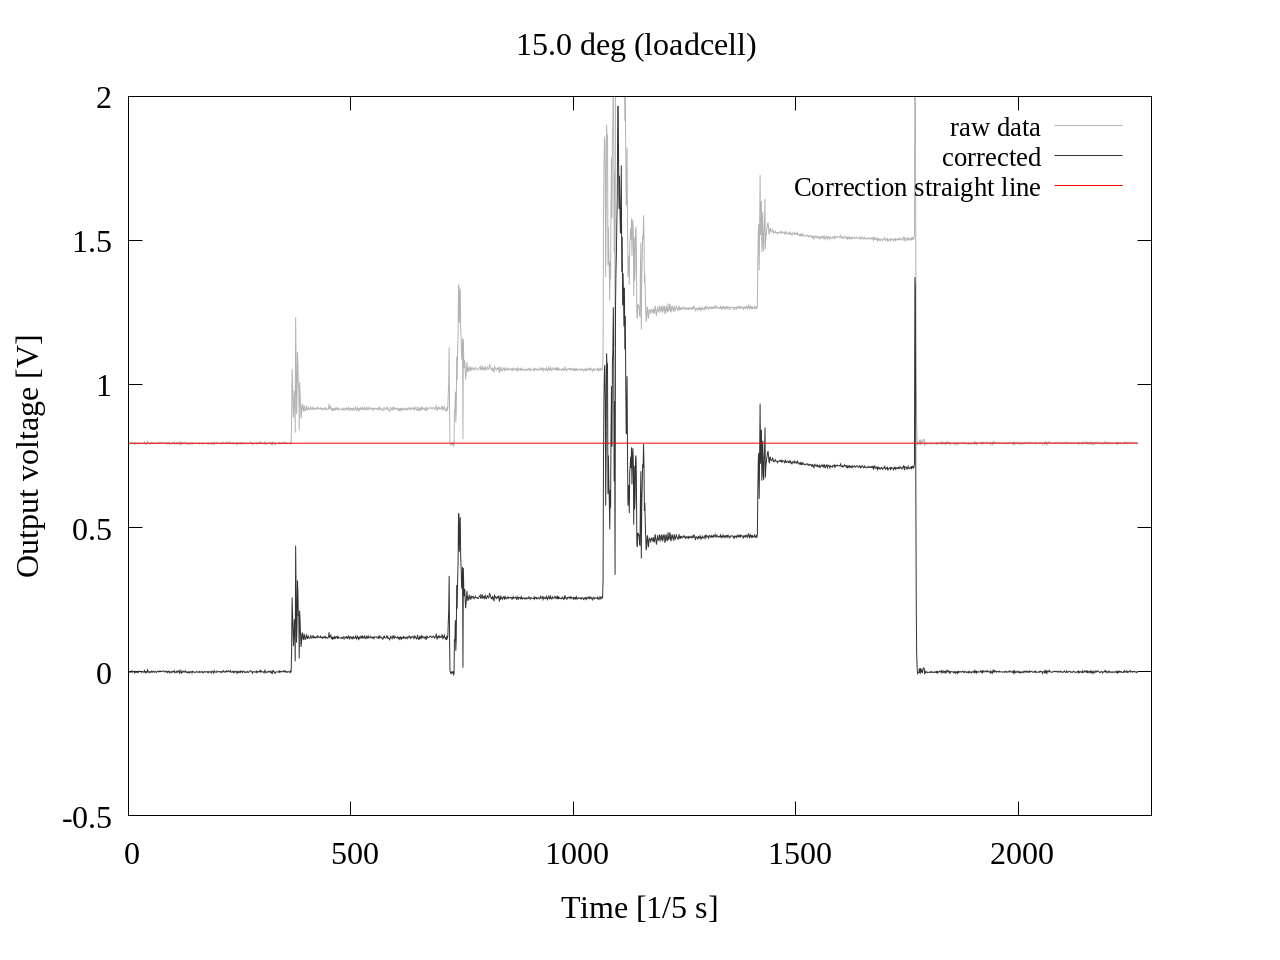 15.0 deg (loadcell)
2
1.5
1
0.5
0
-0.5
Output voltage [V]
raw data
corrected
Correction straight line
0 500 1000 1500 2000
Time [1/5 s]